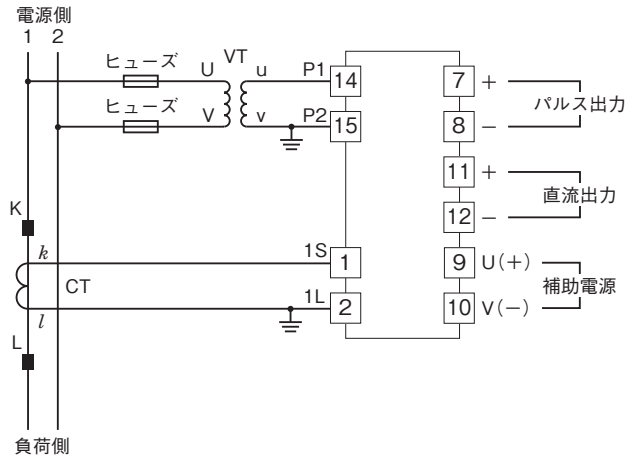 電源側
1 2
ヒューズ U VT u P1 14 7 +
パルス出力
ヒューズ V v P2 15 8 −
11 +
直流出力
12 −
K
k 1S 1 9 U(+)
CT 補助電源
l 1L 2 10 V(−)
L
負荷側